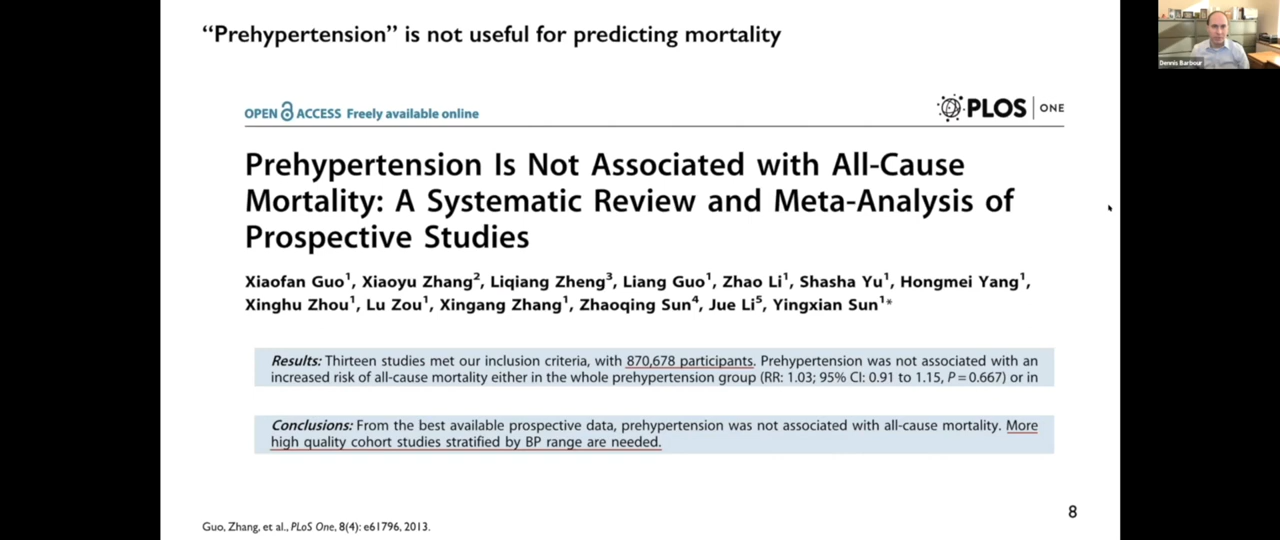 “Prehypertension” is not useful for predicting mortality
Dennis Barbour
OPEN ACCESS Freely available online
PLOS | ONE
Prehypertension Is Not Associated with All-Cause
Mortality: A Systematic Review and Meta-Analysis of
Prospective Studies
Xiaofan Guo1, Xiaoyu Zhang2, Liqiang Zheng3, Liang Guo1, Zhao Li1, Shasha Yu1, Hongmei Yang1,
Xinghu Zhou1, Lu Zou1, Xingang Zhang1, Zhaoqing Sun4, Jue Li5, Yingxian Sun1*
Results: Thirteen studies met our inclusion criteria, with 870,678 participants. Prehypertension was not associated with an
increased risk of all-cause mortality either in the whole prehypertension group (RR: 1.03; 95% CI: 0.91 to 1.15, P = 0.667) or in
Conclusions: From the best available prospective data, prehypertension was not associated with all-cause mortality. More
high quality cohort studies stratified by BP range are needed.
8
Guo, Zhang, et al., PLoS One, 8(4): e61796, 2013.